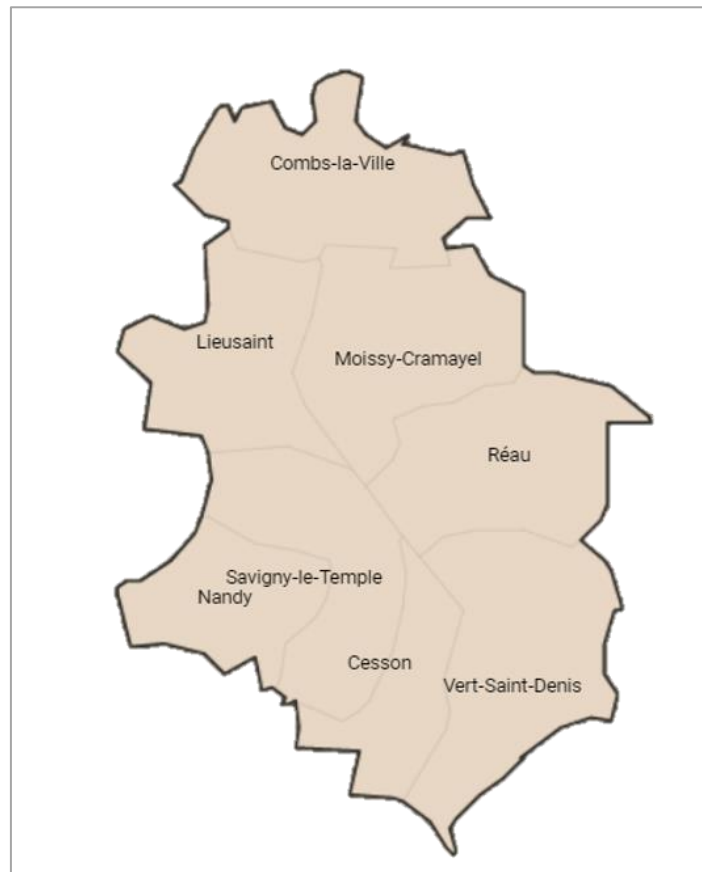 Combs-la-Ville
Lieusaint
Moissy-Cramayel
Réau
Savigny-le-Temple
Nandy
Cesson
Vert-Saint-Denis